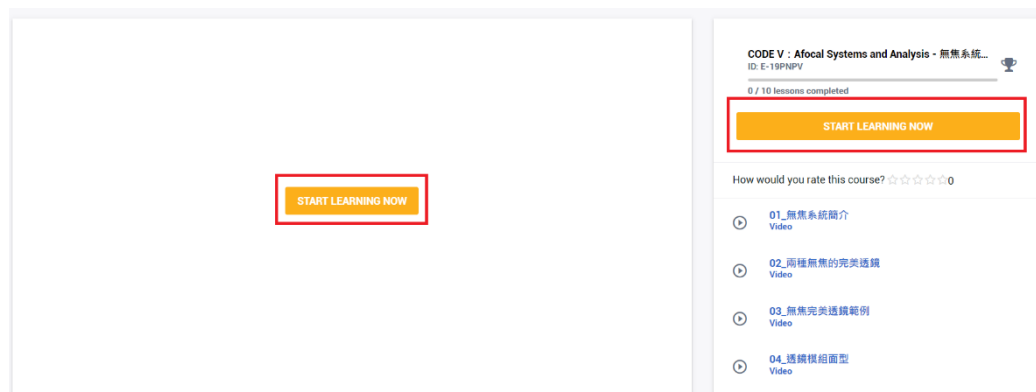 START LEARNING NOW
CODE V：Afocal Systems and Analysis - 無焦系統...
ID: E-19PNPV
0 / 10 lessons completed
START LEARNING NOW
How would you rate this course? 0
01_無焦系統簡介
Video
02_兩種無焦的完美透鏡
Video
03_無焦完美透鏡範例
Video
04_透鏡模組面型
Video